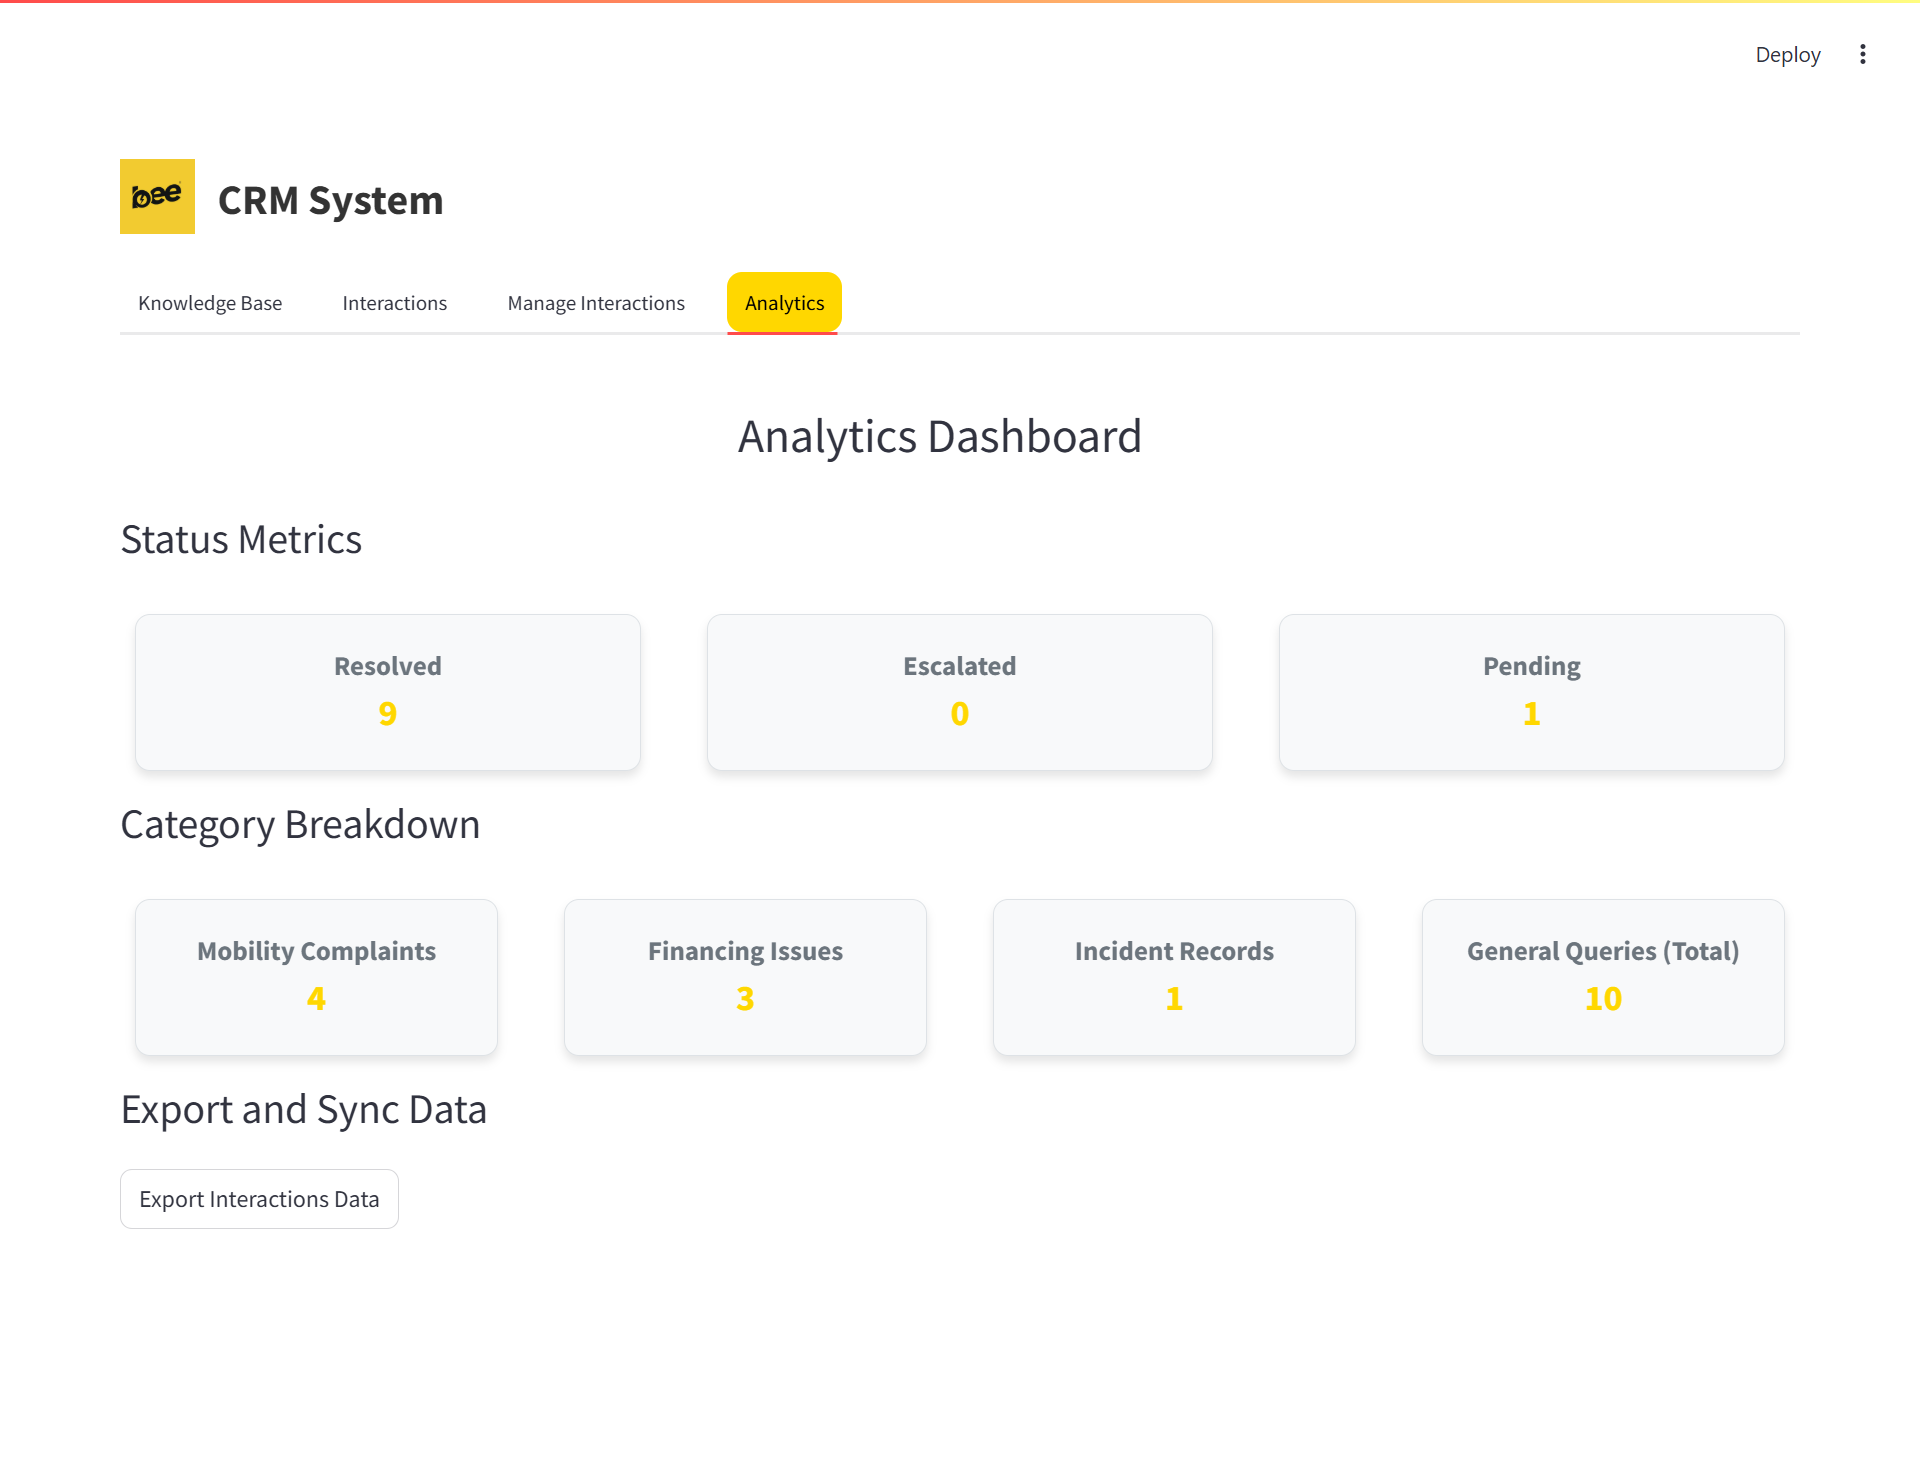 Deploy
bee
CRM System
Knowledge Base
Interactions
Manage Interactions
Analytics
Analytics Dashboard
Status Metrics
Resolved
9
Escalated
0
Pending
1
Category Breakdown
Mobility Complaints
4
Financing Issues
3
Incident Records
1
General Queries (Total)
10
Export and Sync Data
Export Interactions Data